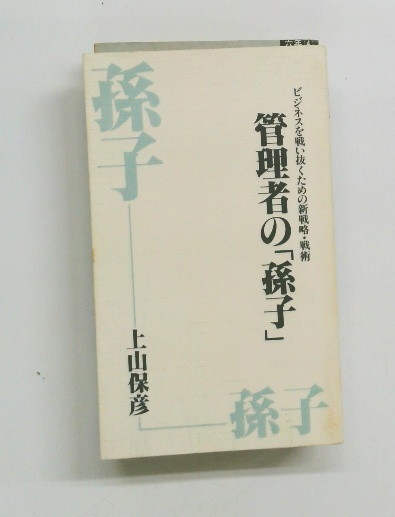 ビジネスを戦い抜くための新戦略・戦術
管理者の「孫子」
孫子
上山保彦
孫子